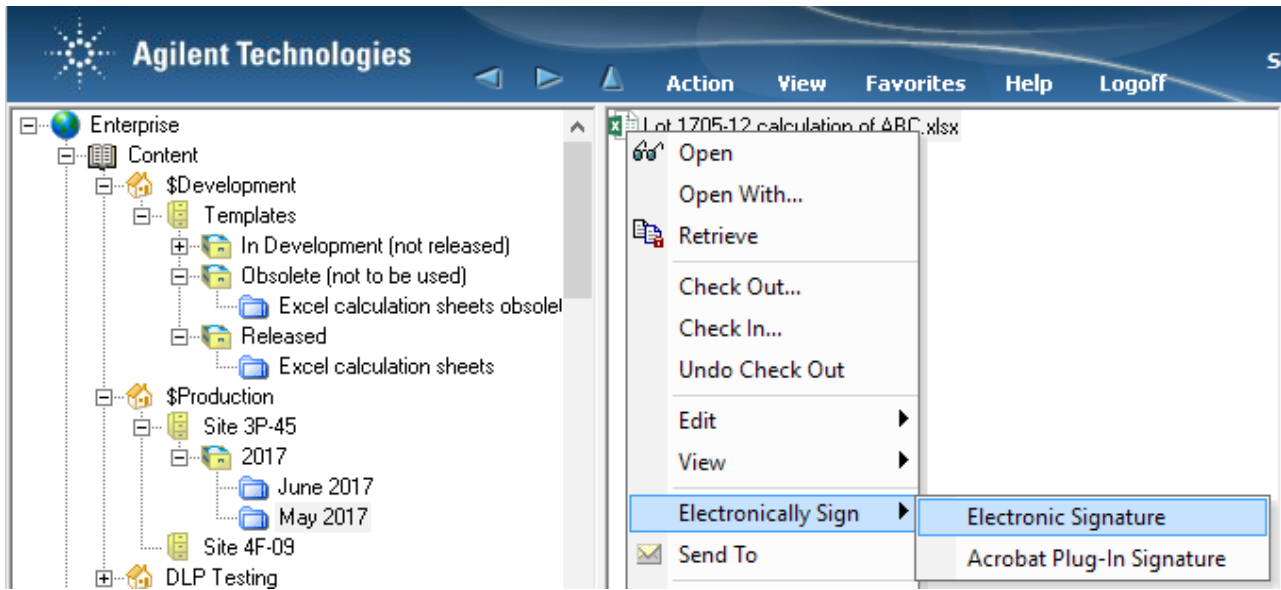 Agilent Technologies
Action View Favorites Help Logoff
S
Enterprise
Content
$Development
Templates
In Development (not released)
Obsolete (not to be used)
Excel calculation sheets obsolet
Released
Excel calculation sheets
$Production
Site 3P-45
2017
June 2017
May 2017
Site 4F-09
DLP Testing
Lot 1705-12 calculation of ABC.xlsx
Open
Open With...
Retrieve
Check Out...
Check In...
Undo Check Out
Edit
View
Electronically Sign
Send To
Electronic Signature
Acrobat Plug-In Signature